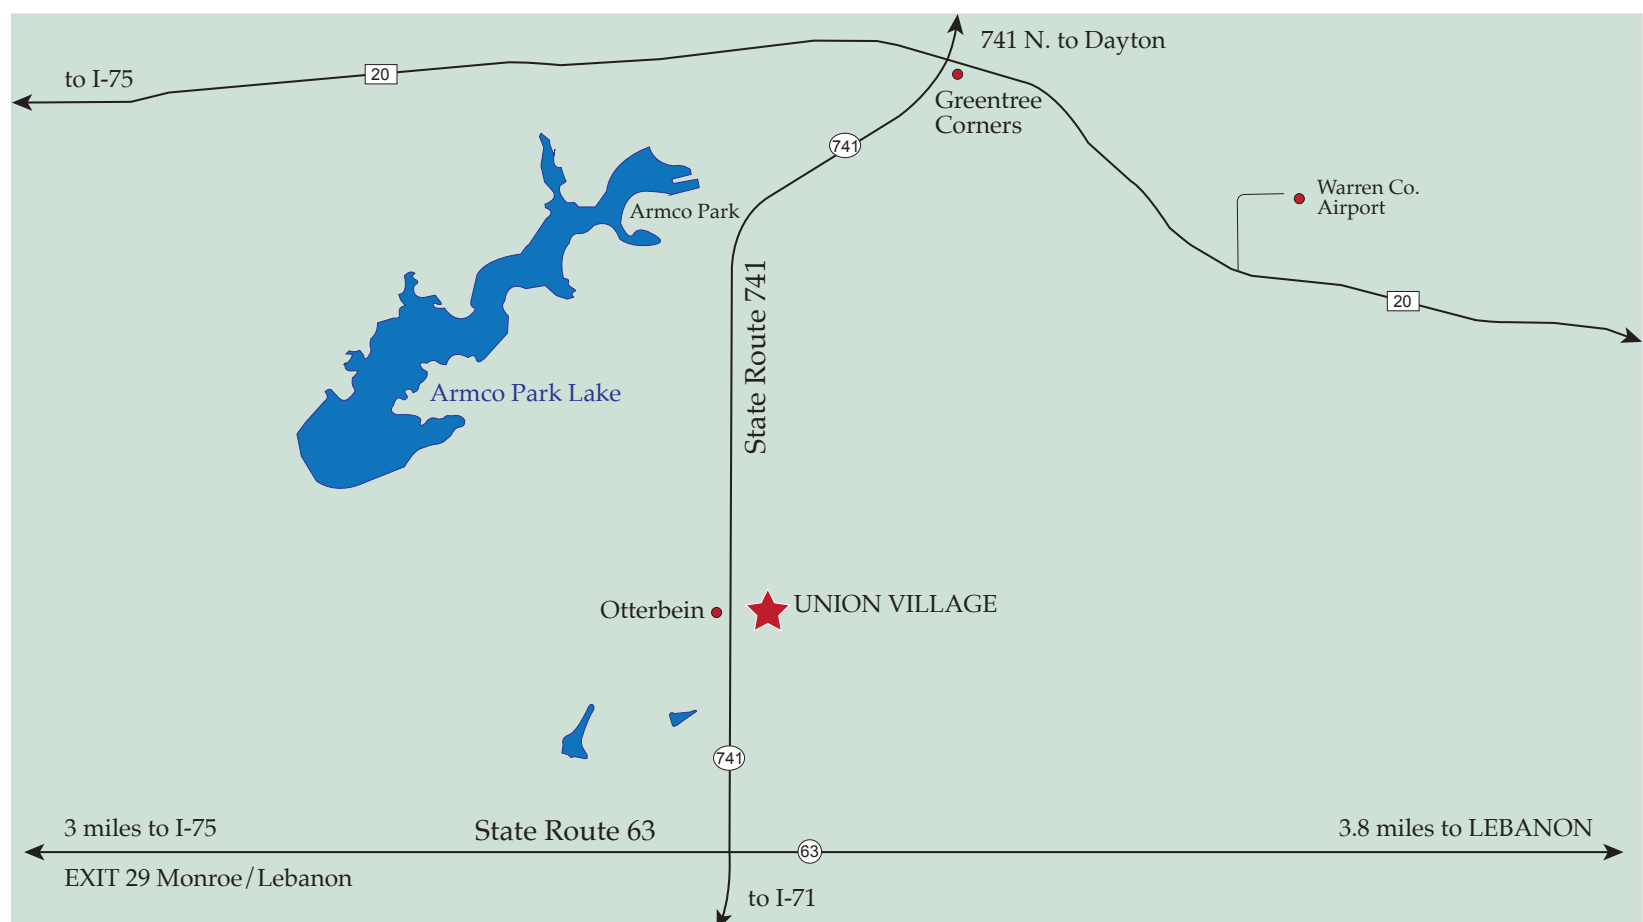 741 N. to Dayton
to I-75
20
Greentree
Corners
741
Warren Co.
Airport
Armco Park
State Route 741
20
Armco Park Lake
Otterbein
UNION VILLAGE
741
3 miles to I-75
State Route 63
3.8 miles to LEBANON
63
EXIT 29 Monroe/Lebanon
to I-71